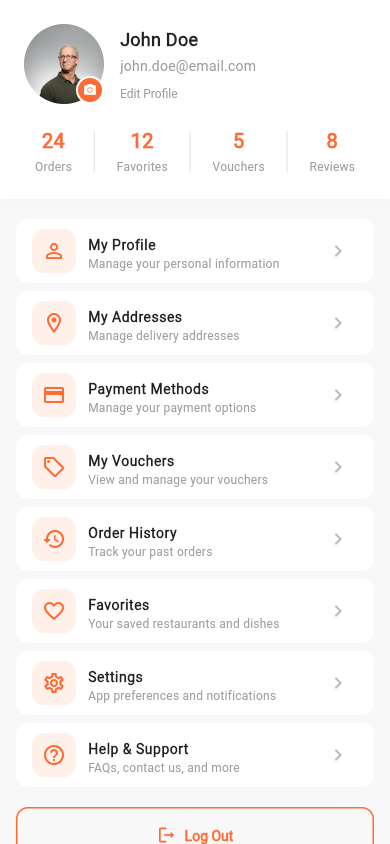 John Doe
john.doe@email.com
Edit Profile
24 12 5 8
Orders Favorites Vouchers Reviews
My Profile
Manage your personal information
My Addresses
Manage delivery addresses
Payment Methods
Manage your payment options
My Vouchers
View and manage your vouchers
Order History
Track your past orders
Favorites
Your saved restaurants and dishes
Settings
App preferences and notifications
Help & Support
FAQs, contact us, and more
Log Out